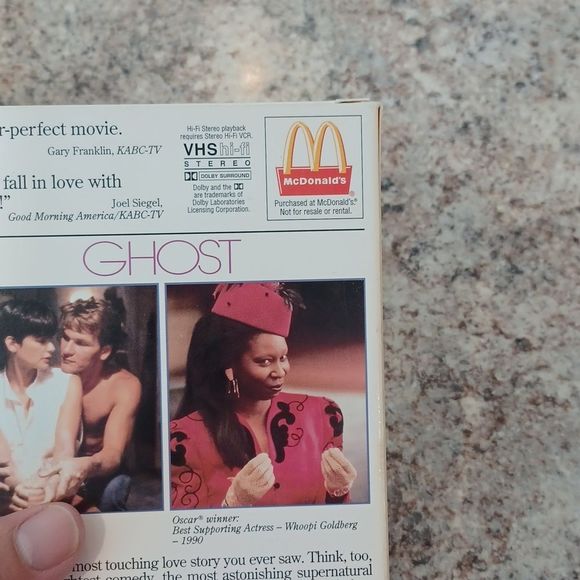 r-perfect movie.
Gary Franklin, KABC-TV
fall in love with
!"
Joel Siegel,
Good Morning America/KABC-TV
Hi-Fi Stereo playback
requires Stereo Hi-Fi VCR.
VHS hi-fi
STEREO
DOLBY SURROUND
Dolby and the
are trademarks of
Dolby Laboratories
Licensing Corporation.
McDonald's®
Purchased at McDonald's.®
Not for resale or rental.
GHOST
Oscar® winner:
Best Supporting Actress – Whoopi Goldberg
– 1990
most touching love story you ever saw. Think, too,
comedy, the most astonishing supernatural